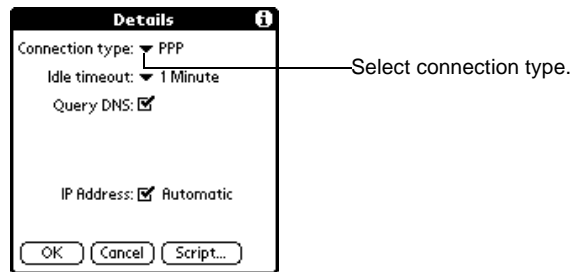 Details
Connection type: PPP
Select connection type.
Idle timeout: 1 Minute
Query DNS:
IP Address: Automatic
OK Cancel Script...